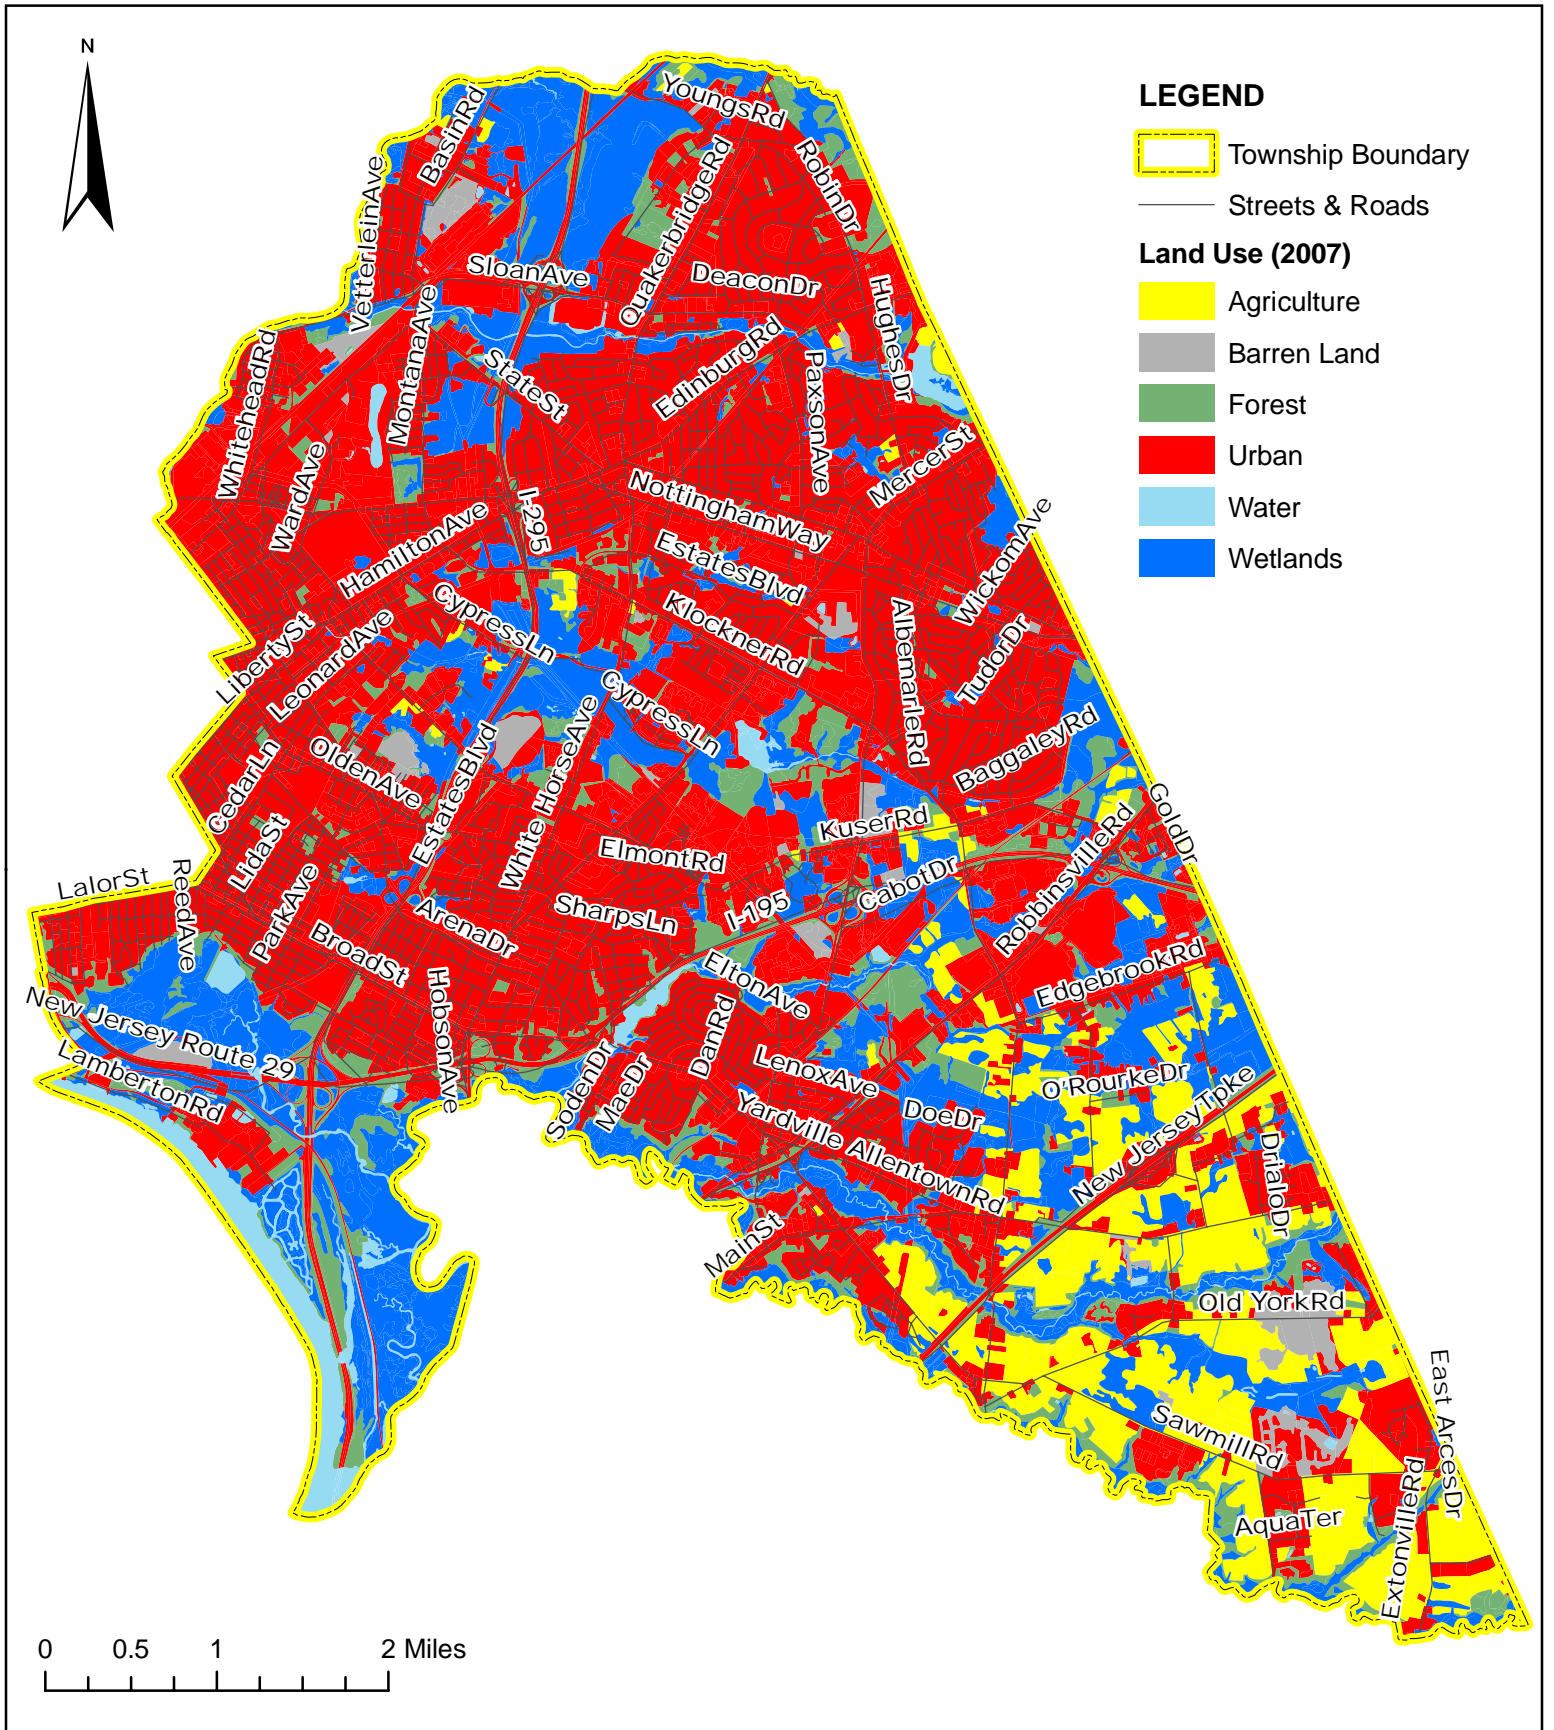 N
LEGEND
Township Boundary
Streets & Roads
Land Use (2007)
Agriculture
Barren Land
Forest
Urban
Water
Wetlands
YoungsRd
BasinRd
RobinDr
QuakerbridgeRd
VetterleinAve
SloanAve
DeaconDr
HughesDr
MontanaAve
EdinburgRd
WhiteheadRd
StateSt
PaxsonAve
WardAve
MercerSt
NottinghamWay
I-295
HamiltonAve
WickomAve
EstatesBlvd
CypressLn
KlocknerRd
AlbemarleRd
LibertySt
LeonardAve
TudorDr
CypressLn
White HorseAve
BaggaleyRd
OldenAve
EstatesBlvd
CedarLn
GoldDr
KuserRd
RobbinsvilleRd
LidaSt
ElmontRd
LalorSt
ReedAve
ParkAve
CabotDr
I-195
SharpsLn
ArenaDr
BroadSt
EdgebrookRd
EltonAve
HobsonAve
New Jersey Route 29
DanRd
LambertonRd
LenoxAve
O'RourkeDr
SodenDr
MaeDr
DoeDr
New JerseyTpke
Yardville AllentownRd
DrialoDr
MainSt
Old YorkRd
East ArcesDr
SawmillRd
AquaTer
ExtonvilleRd
0 0.5 1 2 Miles